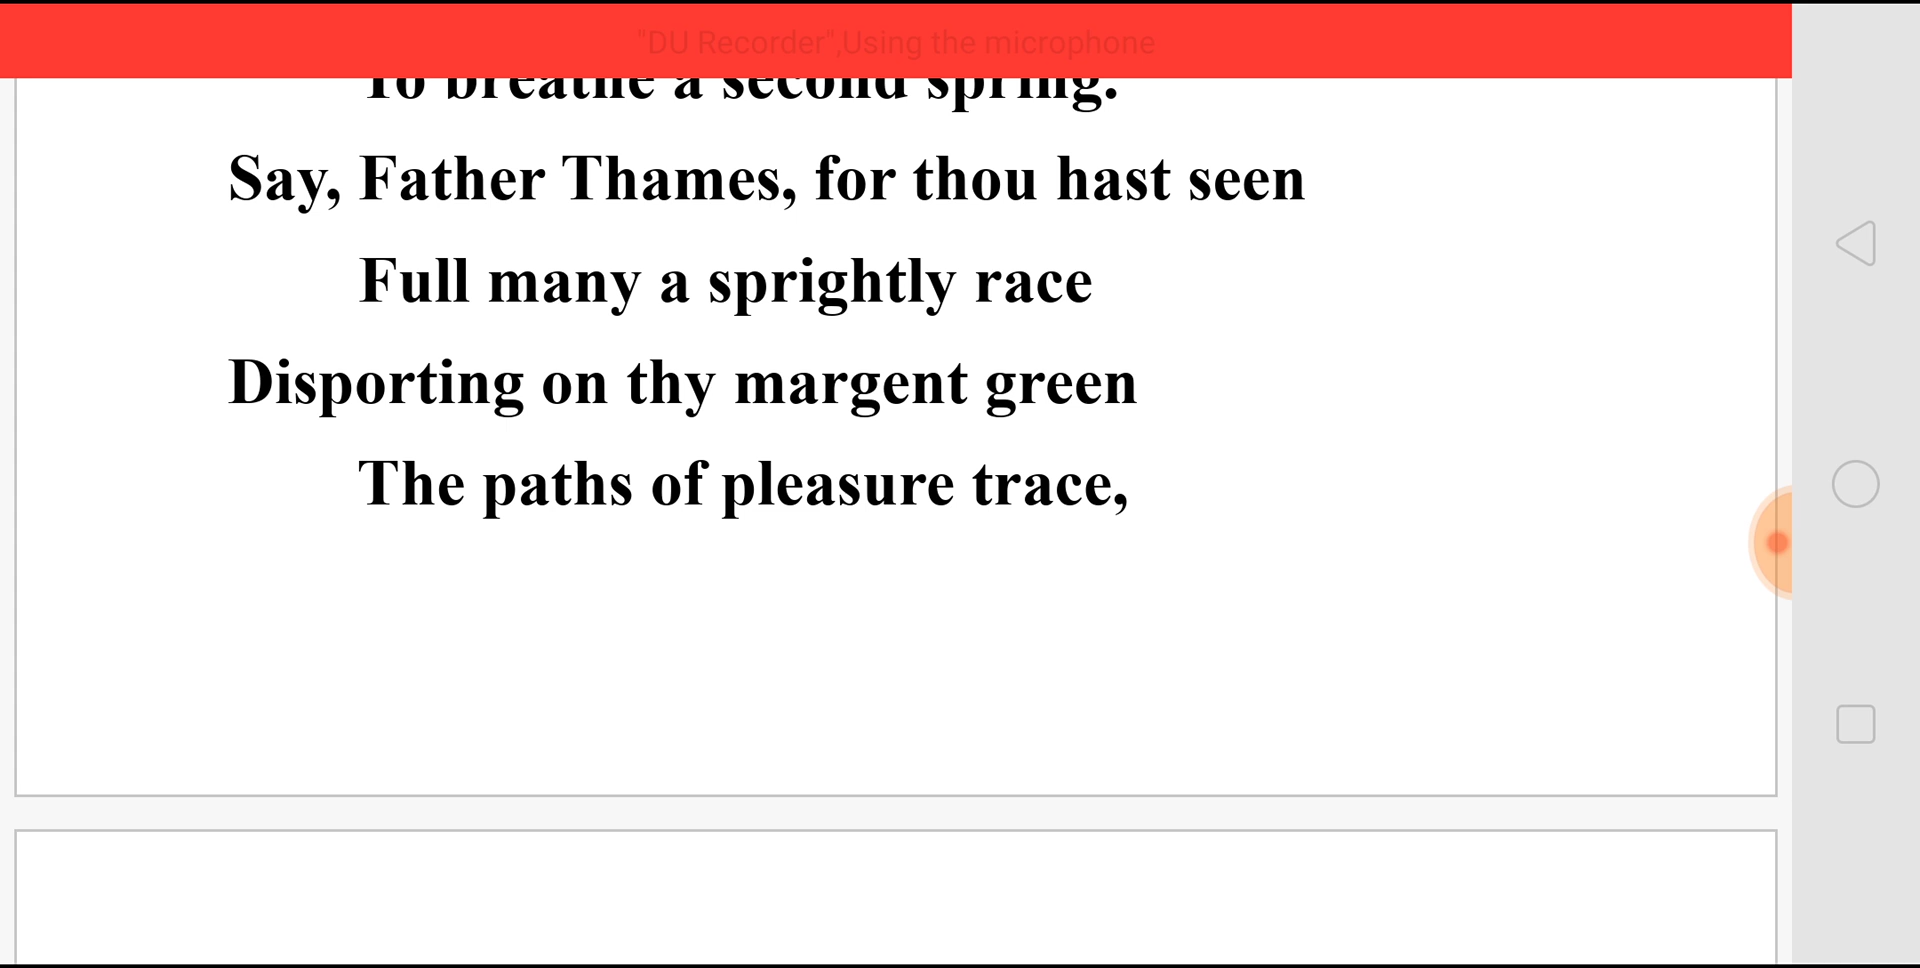 "DU Recorder",Using the microphone
To breathe a second spring.
Say, Father Thames, for thou hast seen
Full many a sprightly race
Disporting on thy margent green
The paths of pleasure trace,